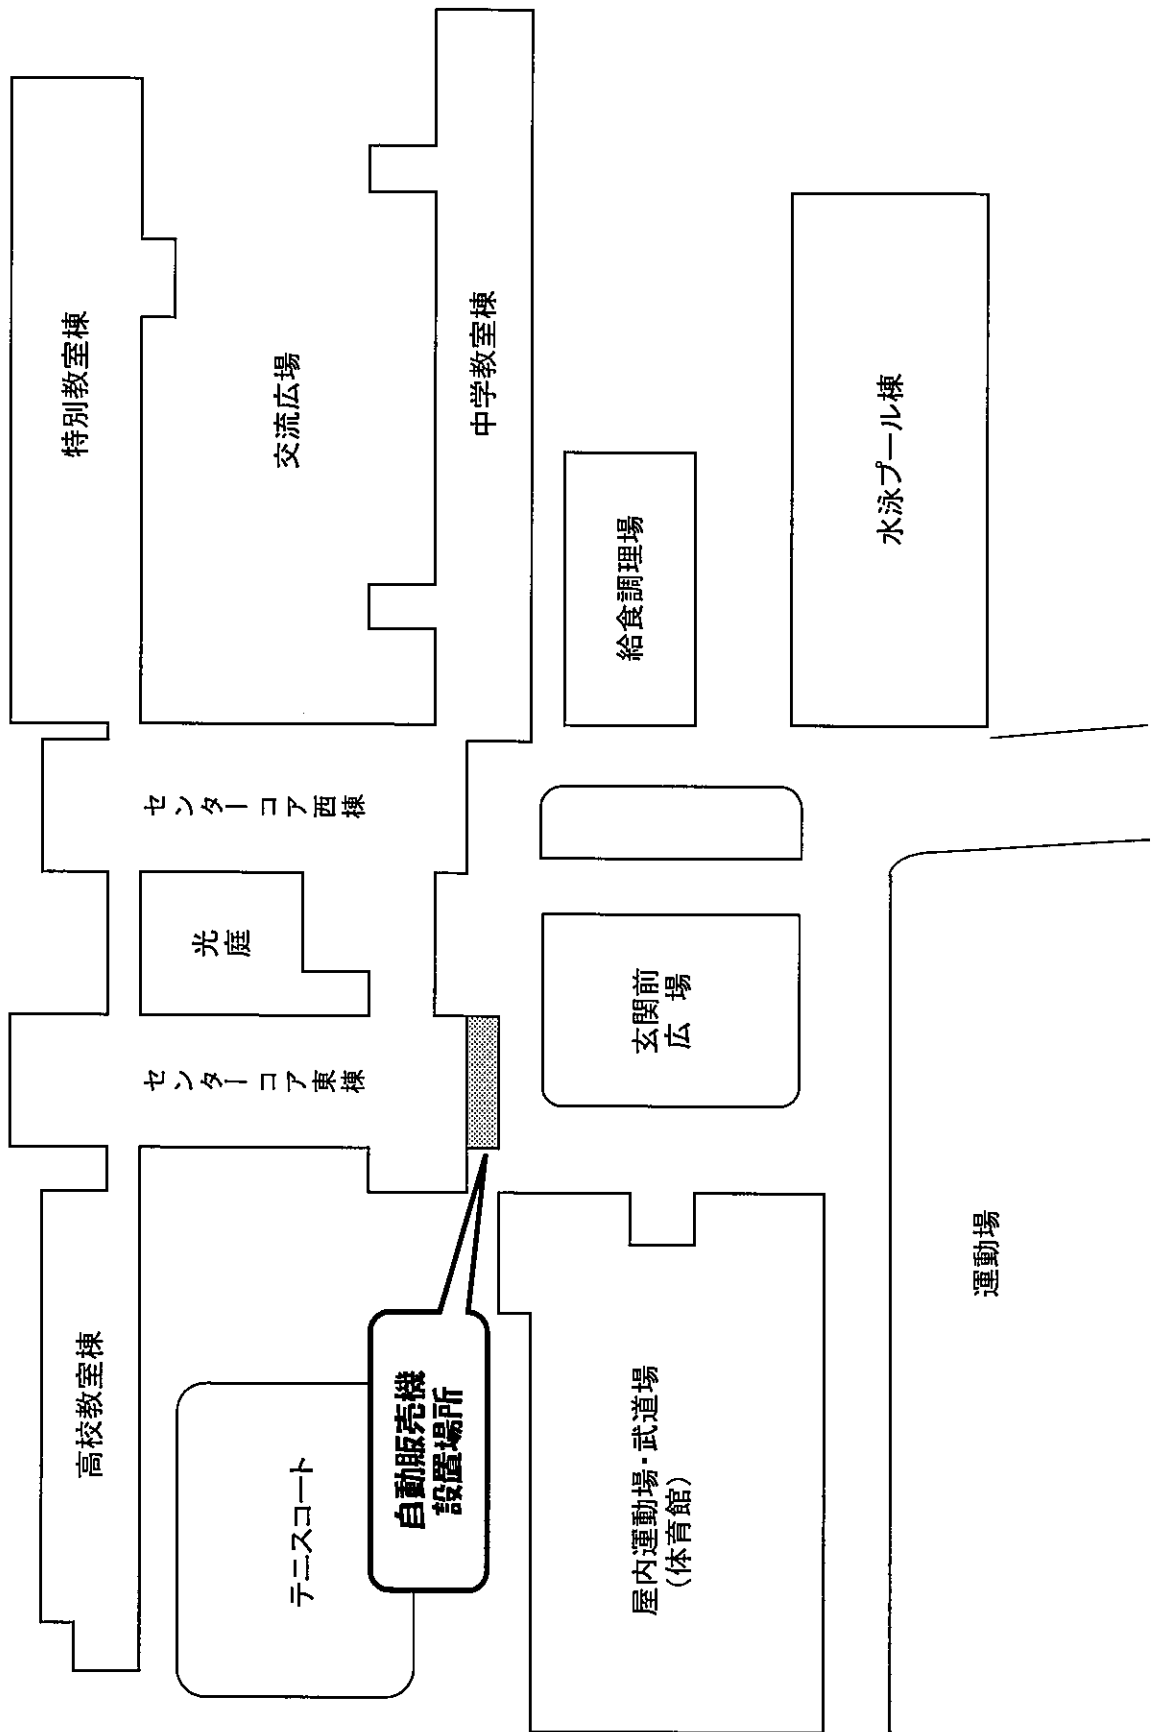 特別教室棟
交流広場
中学教室棟
給食調理場
水泳プール棟
センターコア西棟
光
庭
センターコア東棟
玄関前
広場
高校教室棟
テニスコート
自動販売機
設置場所
屋内運動場・武道場
(体育館)
運動場